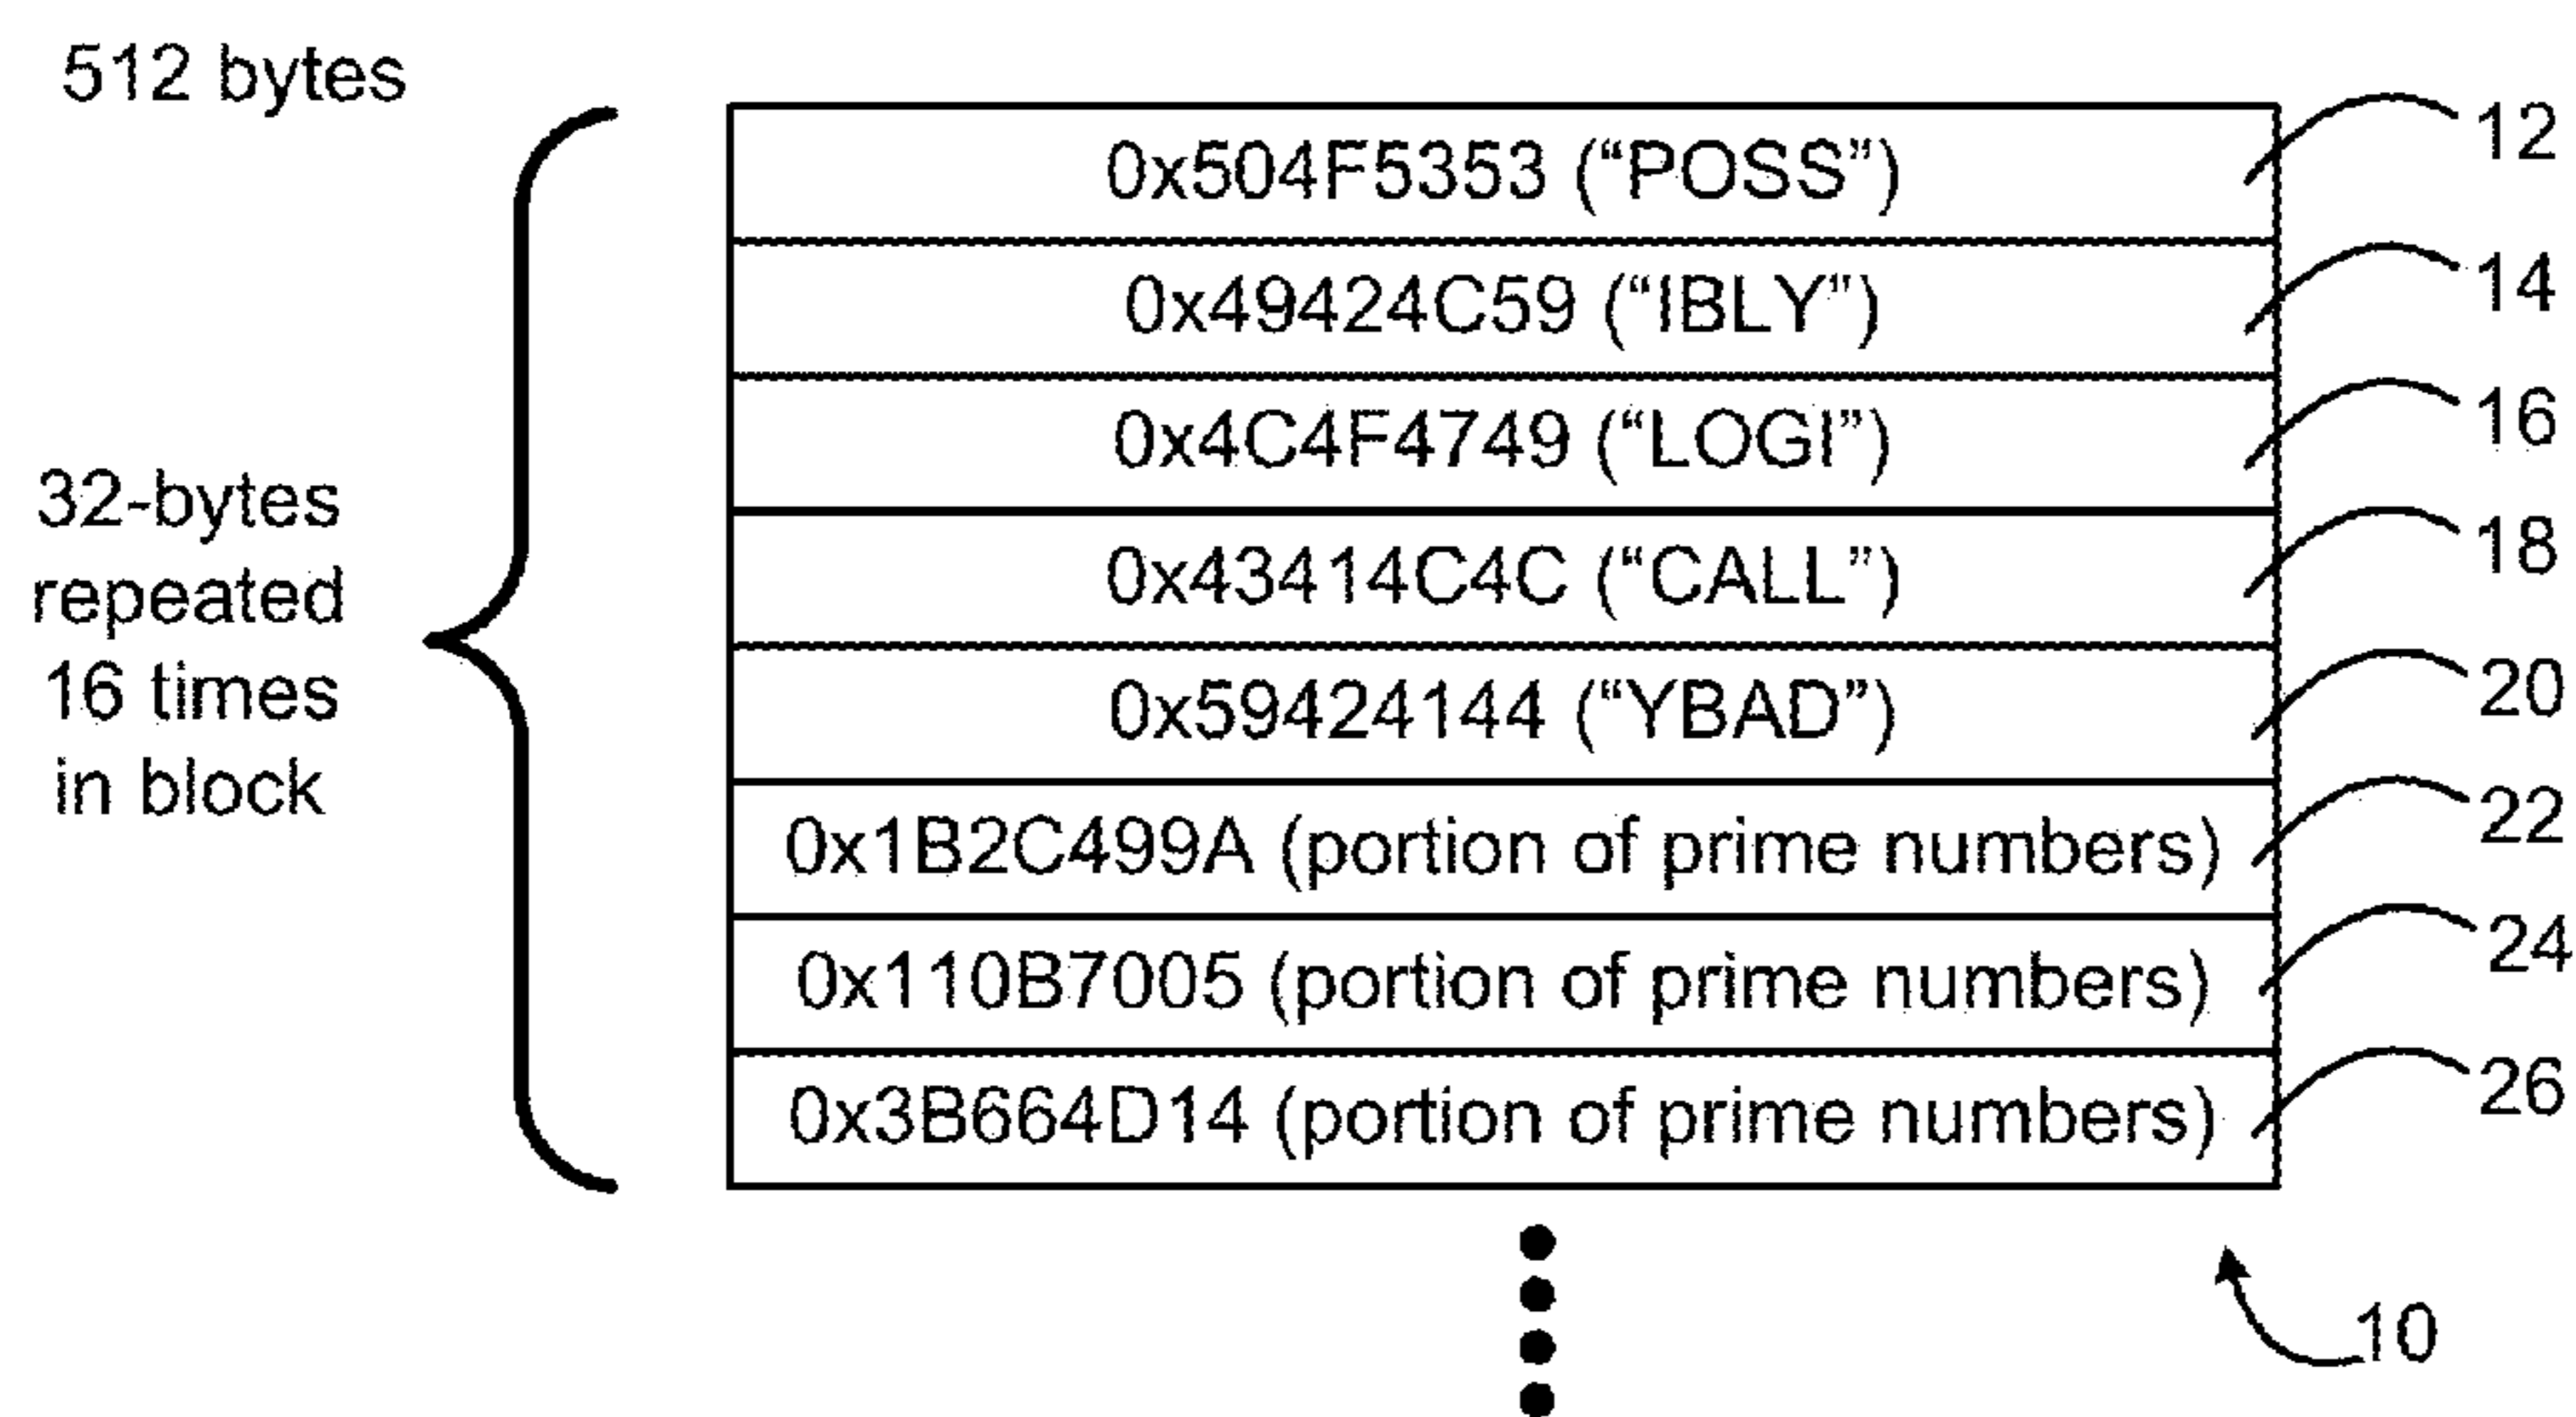 512 bytes
32-bytes
repeated
16 times
in block
0x504F5353 (“POSS”)
12
0x49424C59 (“IBLY”)
14
0x4C4F4749 (“LOGI”)
16
0x43414C4C (“CALL”)
18
0x59424144 (“YBAD”)
20
0x1B2C499A (portion of prime numbers)
22
0x110B7005 (portion of prime numbers)
24
0x3B664D14 (portion of prime numbers)
26
10